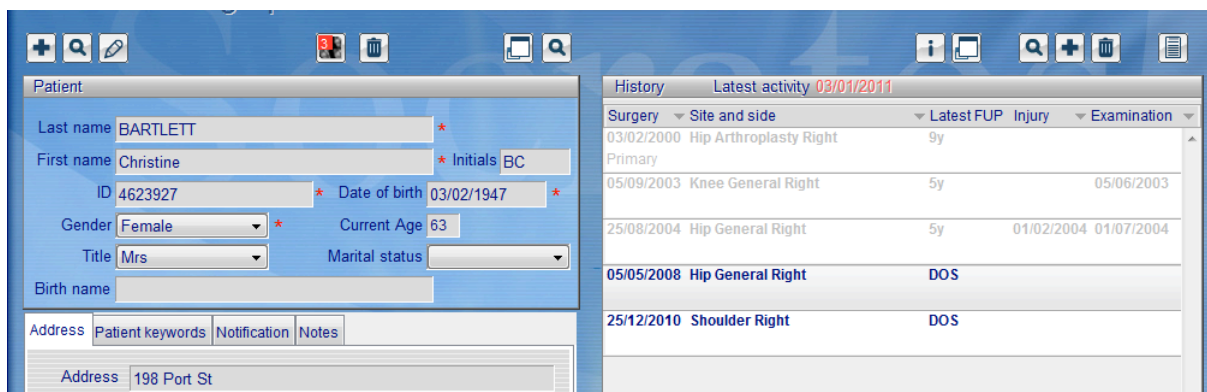 3
Patient
Last name BARTLETT *
First name Christine * Initials BC
ID 4623927 * Date of birth 03/02/1947 *
Gender Female * Current Age 63
Title Mrs Marital status
Birth name
Address Patient keywords Notification Notes
Address 198 Port St
History Latest activity 03/01/2011
Surgery Site and side Latest FUP Injury Examination
03/02/2000 Hip Arthroplasty Right 9y
Primary
05/09/2003 Knee General Right 5y 05/06/2003
25/08/2004 Hip General Right 5y 01/02/2004 01/07/2004
05/05/2008 Hip General Right DOS
25/12/2010 Shoulder Right DOS